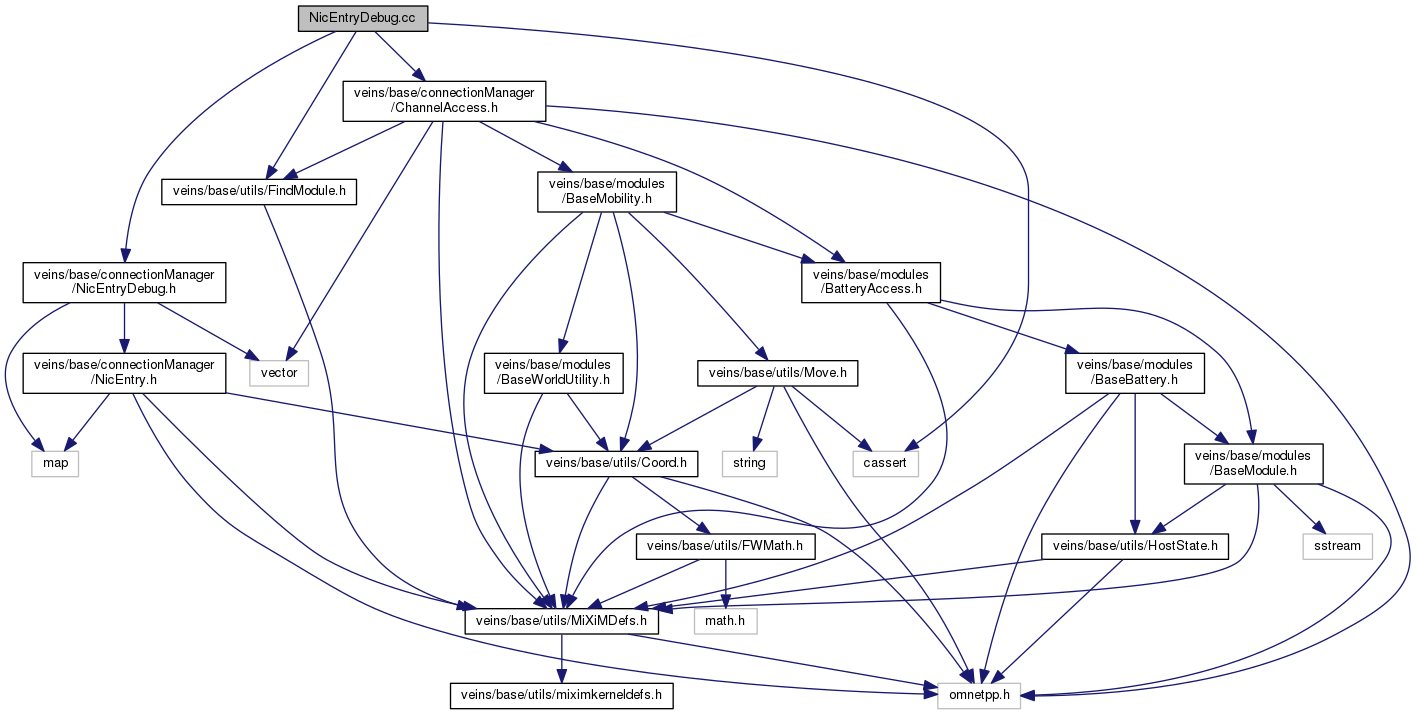 NicEntryDebug.cc
veins/base/connectionManager
/ChannelAccess.h
veins/base/utils/FindModule.h
veins/base/modules
/BaseMobility.h
veins/base/connectionManager
/NicEntryDebug.h
veins/base/modules
/BatteryAccess.h
veins/base/connectionManager
/NicEntry.h
vector
veins/base/modules
/BaseWorldUtility.h
veins/base/utils/Move.h
veins/base/modules
/BaseBattery.h
map
veins/base/utils/Coord.h
string
cassert
veins/base/modules
/BaseModule.h
veins/base/utils/FWMath.h
veins/base/utils/HostState.h
sstream
veins/base/utils/MiXiMDefs.h
math.h
veins/base/utils/miximkerneldefs.h
omnetpp.h